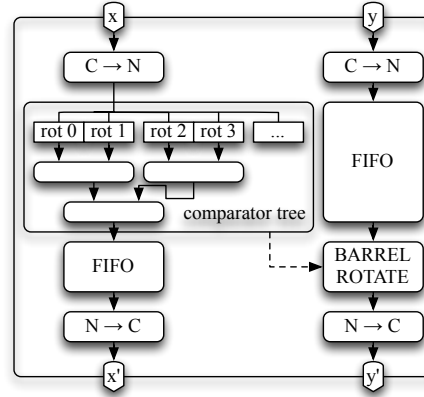 x
y
C → N
C → N
rot 0 rot 1 rot 2 rot 3 ...
FIFO
comparator tree
FIFO
BARREL
ROTATE
N → C
N → C
x'
y'